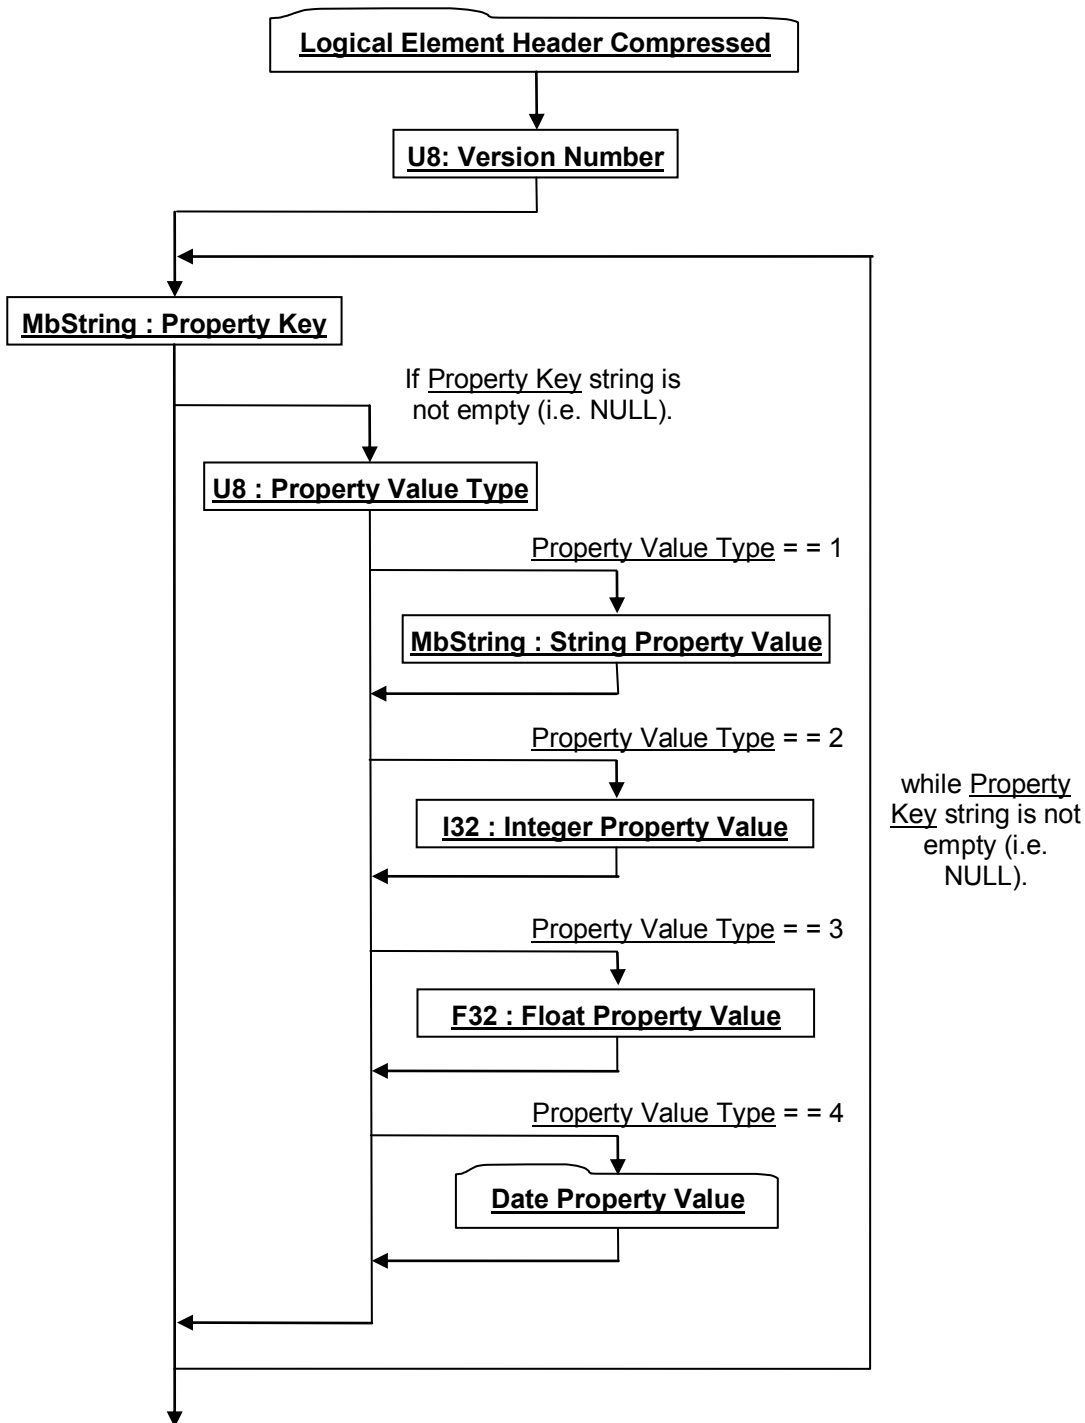 Logical Element Header Compressed
U8: Version Number
MbString : Property Key
If Property Key string is
not empty (i.e. NULL).
U8 : Property Value Type
Property Value Type = = 1
MbString : String Property Value
Property Value Type = = 2
I32 : Integer Property Value
while Property
Key string is not
empty (i.e.
NULL).
Property Value Type = = 3
F32 : Float Property Value
Property Value Type = = 4
Date Property Value